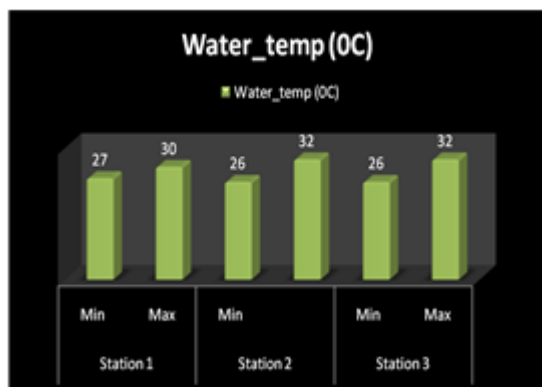 Water_temp (0C)
Water_temp (0C)
27 30 26 32 26 32
Min Max Min Min Max
Station 1 Station 2 Station 3